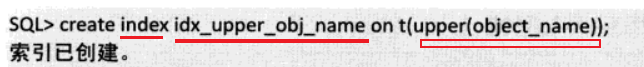 SQL> create index idx_upper_obj_name on t(upper(object_name));
索引已创建。